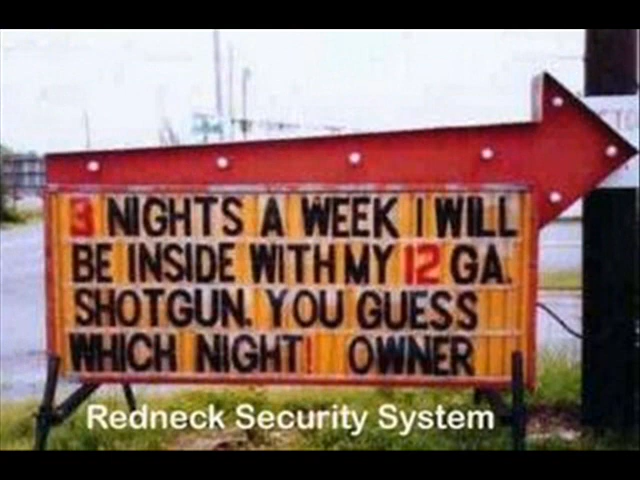 3 NIGHTS A WEEK I WILL
BE INSIDE WITH MY 12 GA.
SHOTGUN. YOU GUESS
WHICH NIGHT! OWNER
Redneck Security System